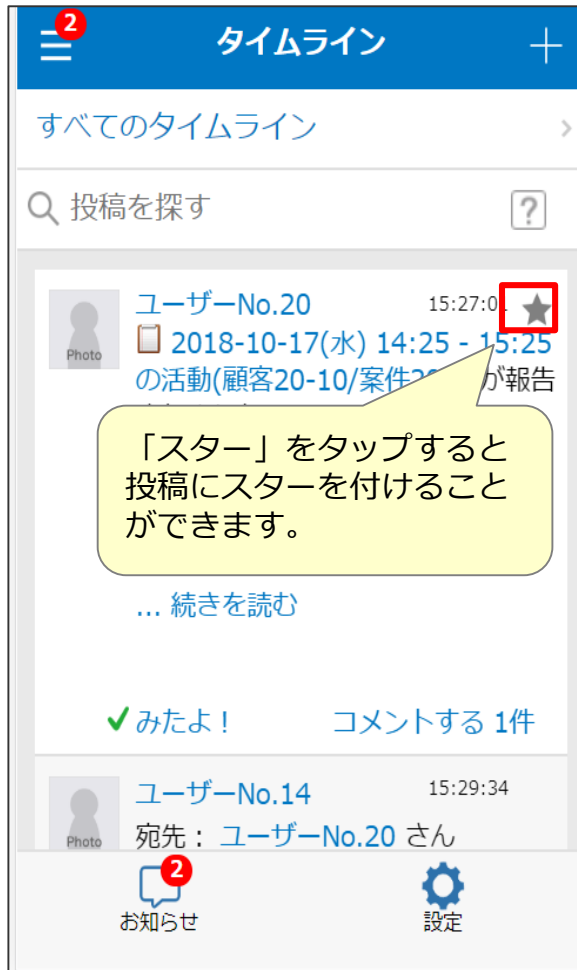 2
タイムライン
すべてのタイムライン
投稿を探す
?
ユーザーNo.20
15:27:0
Photo
2018-10-17(水) 14:25 - 15:25
の活動(顧客20-10/案件 が報告
「スター」をタップすると
投稿にスターを付けること
ができます。
... 続きを読む
みたよ！
コメントする 1件
ユーザーNo.14
15:29:34
Photo
宛先： ユーザーNo.20 さん
2
お知らせ
設定